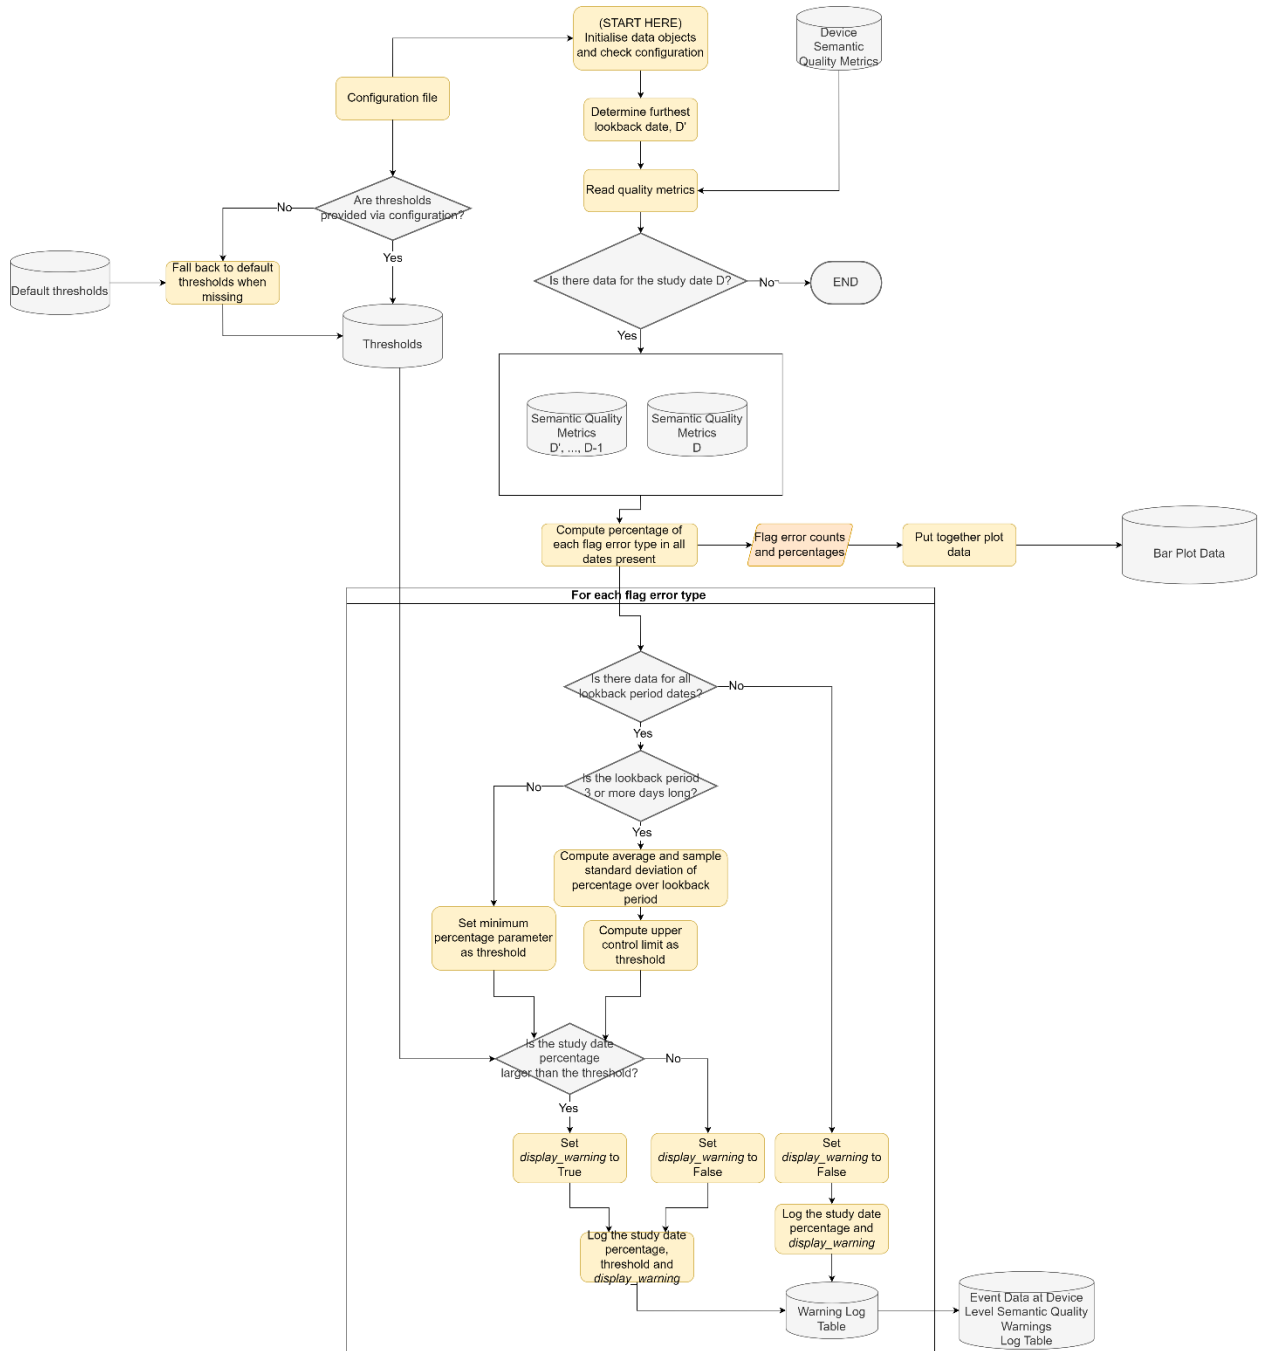 (START HERE)
Initialise data objects
and check configuration
Device
Semantic
Quality Metrics
Configuration file
Determine furthest
lookback date, D'
Read quality metrics
Are thresholds
provided via configuration?
No
Yes
Default thresholds
Fall back to default
thresholds when
missing
Thresholds
Is there data for the study date D?
No
END
Yes
Semantic Quality
Metrics
D', ..., D-1
Semantic Quality
Metrics
D
Compute percentage of
each flag error type in all
dates present
Flag error counts
and percentages
Put together plot
data
Bar Plot Data
For each flag error type
Is there data for all
lookback period dates?
No
Yes
Is the lookback period
3 or more days long?
No
Yes
Compute average and sample
standard deviation of
percentage over lookback
period
Set minimum
percentage parameter
as threshold
Compute upper
control limit as
threshold
Is the study date
percentage
larger than the threshold?
No
Yes
Set
display_warning to
True
Set
display_warning to
False
Set
display_warning to
False
Log the study date
percentage and
display_warning
Log the study date
percentage,
threshold and
display_warning
Warning Log
Table
Event Data at Device
Level Semantic Quality
Warnings
Log Table